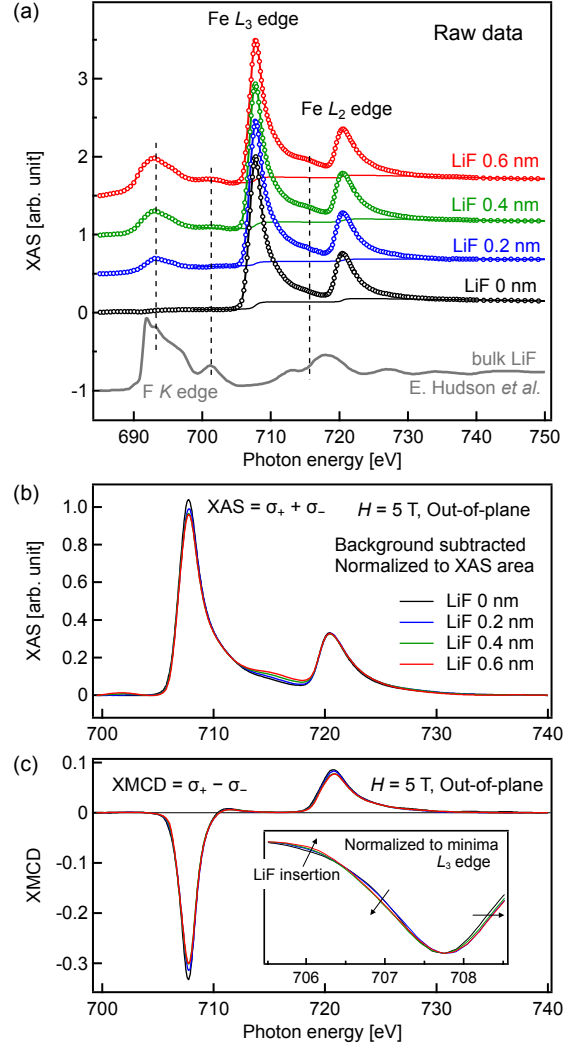 (a)
Fe L3 edge
Raw data
Fe L2 edge
LiF 0.6 nm
LiF 0.4 nm
LiF 0.2 nm
LiF 0 nm
bulk LiF
F K edge
E. Hudson et al.
XAS [arb. unit]
3
2
1
0
-1
690 700 710 720 730 740 750
Photon energy [eV]
(b)
XAS = σ+ + σ−
H = 5 T, Out-of-plane
Background subtracted
Normalized to XAS area
LiF 0 nm
LiF 0.2 nm
LiF 0.4 nm
LiF 0.6 nm
XAS [arb. unit]
1.0
0.8
0.6
0.4
0.2
0
700 710 720 730 740
(c)
XMCD = σ+ − σ−
H = 5 T, Out-of-plane
Normalized to minima
L3 edge
LiF insertion
706 707 708
XMCD
0.1
0
-0.1
-0.2
-0.3
700 710 720 730 740
Photon energy [eV]